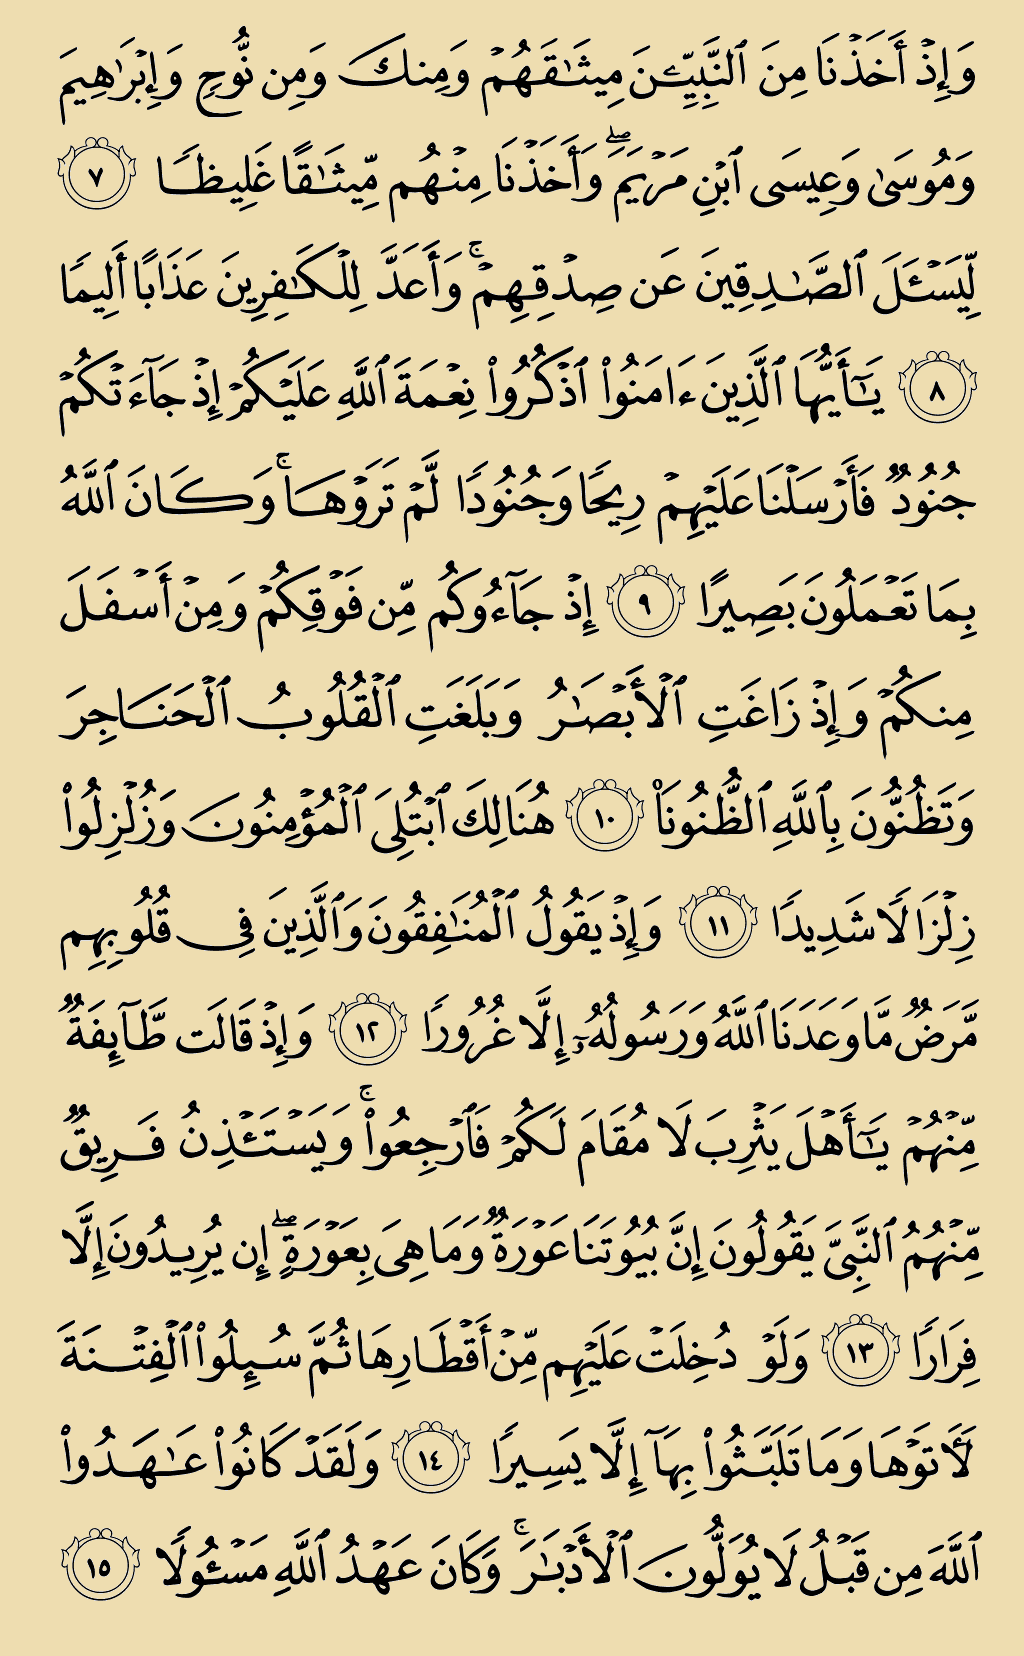 وَإِذْ أَخَذْنَا مِنَ ٱلنَّبِيِّـۧنَ مِيثَـٰقَهُمْ وَمِنكَ وَمِن نُّوحٍ وَإِبْرَٰهِيمَ
وَمُوسَىٰ وَعِيسَى ٱبْنِ مَرْيَمَ ۖ وَأَخَذْنَا مِنْهُم مِّيثَـٰقًا غَلِيظًا ٧
لِّيَسْـَٔلَ ٱلصَّـٰدِقِينَ عَن صِدْقِهِمْ ۚ وَأَعَدَّ لِلْكَـٰفِرِينَ عَذَابًا أَلِيمًا
٨ يَـٰٓأَيُّهَا ٱلَّذِينَ ءَامَنُوا۟ ٱذْكُرُوا۟ نِعْمَةَ ٱللَّهِ عَلَيْكُمْ إِذْ جَآءَتْكُمْ
جُنُودٌ فَأَرْسَلْنَا عَلَيْهِمْ رِيحًا وَجُنُودًا لَّمْ تَرَوْهَا ۚ وَكَانَ ٱللَّهُ
بِمَا تَعْمَلُونَ بَصِيرًا ٩ إِذْ جَآءُوكُم مِّن فَوْقِكُمْ وَمِنْ أَسْفَلَ
مِنكُمْ وَإِذْ زَاغَتِ ٱلْأَبْصَـٰرُ وَبَلَغَتِ ٱلْقُلُوبُ ٱلْحَنَاجِرَ
وَتَظُنُّونَ بِٱللَّهِ ٱلظُّنُونَا۠ ١٠ هُنَالِكَ ٱبْتُلِىَ ٱلْمُؤْمِنُونَ وَزُلْزِلُوا۟
زِلْزَالًا شَدِيدًا ١١ وَإِذْ يَقُولُ ٱلْمُنَـٰفِقُونَ وَٱلَّذِينَ فِى قُلُوبِهِم
مَّرَضٌ مَّا وَعَدَنَا ٱللَّهُ وَرَسُولُهُۥٓ إِلَّا غُرُورًا ١٢ وَإِذْ قَالَت طَّآئِفَةٌ
مِّنْهُمْ يَـٰٓأَهْلَ يَثْرِبَ لَا مُقَامَ لَكُمْ فَٱرْجِعُوا۟ ۚ وَيَسْتَـْٔذِنُ فَرِيقٌ
مِّنْهُمُ ٱلنَّبِىَّ يَقُولُونَ إِنَّ بُيُوتَنَا عَوْرَةٌ وَمَا هِىَ بِعَوْرَةٍ ۖ إِن يُرِيدُونَ إِلَّا
فِرَارًا ١٣ وَلَوْ دُخِلَتْ عَلَيْهِم مِّنْ أَقْطَارِهَا ثُمَّ سُئِلُوا۟ ٱلْفِتْنَةَ
لَـَٔاتَوْهَا وَمَا تَلَبَّثُوا۟ بِهَآ إِلَّا يَسِيرًا ١٤ وَلَقَدْ كَانُوا۟ عَـٰهَدُوا۟
ٱللَّهَ مِن قَبْلُ لَا يُوَلُّونَ ٱلْأَدْبَـٰرَ ۚ وَكَانَ عَهْدُ ٱللَّهِ مَسْـُٔولًا ١٥